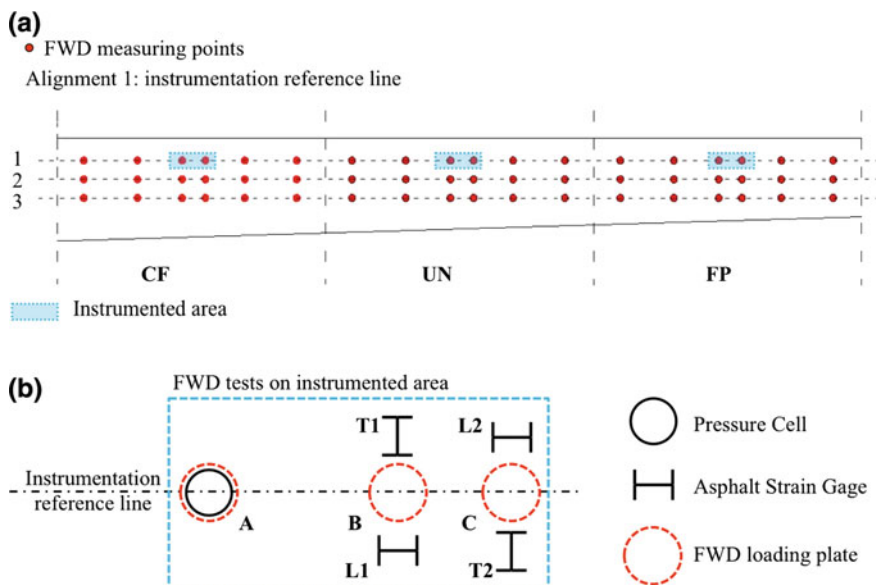 (a)
FWD measuring points
Alignment 1: instrumentation reference line
1
2
3
CF UN FP
Instrumented area
(b)
FWD tests on instrumented area
T1 L2
Pressure Cell
Instrumentation
reference line
A B C
Asphalt Strain Gage
L1 T2
FWD loading plate